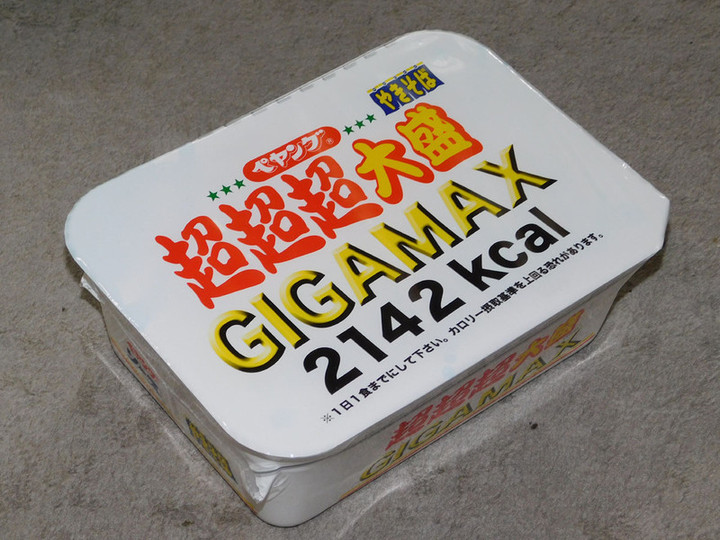 やきそば
ペヤング®
超超超大盛
GIGAMAX
2142 kcal
※1日1食までにして下さい。カロリー摂取基準を上回る恐れがあります。
超超超大盛
GIGAMAX